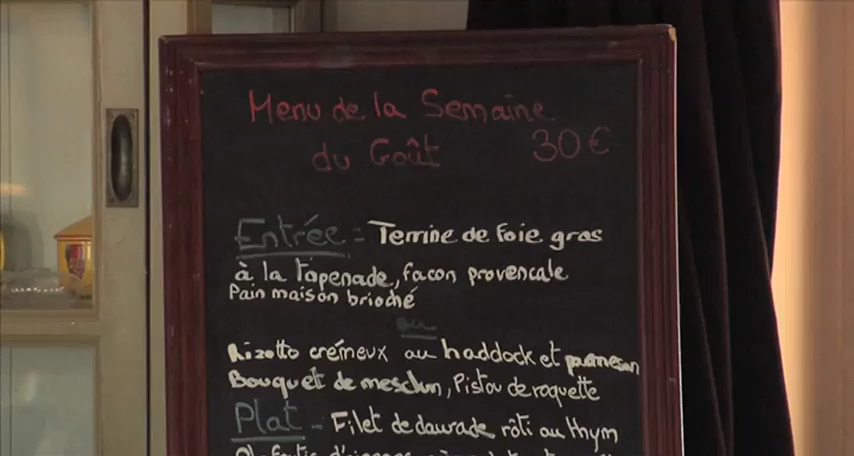 Menu de la Semaine
du Goût 30€
Entrée = Terrine de foie gras
à la tapenade, façon provencale
Pain maison brioché
ou
Rizotto crémeux au haddock et parmesan
Bouquet de mesclun, Pistou de roquette
Plat - Filet de daurade rôti au thym